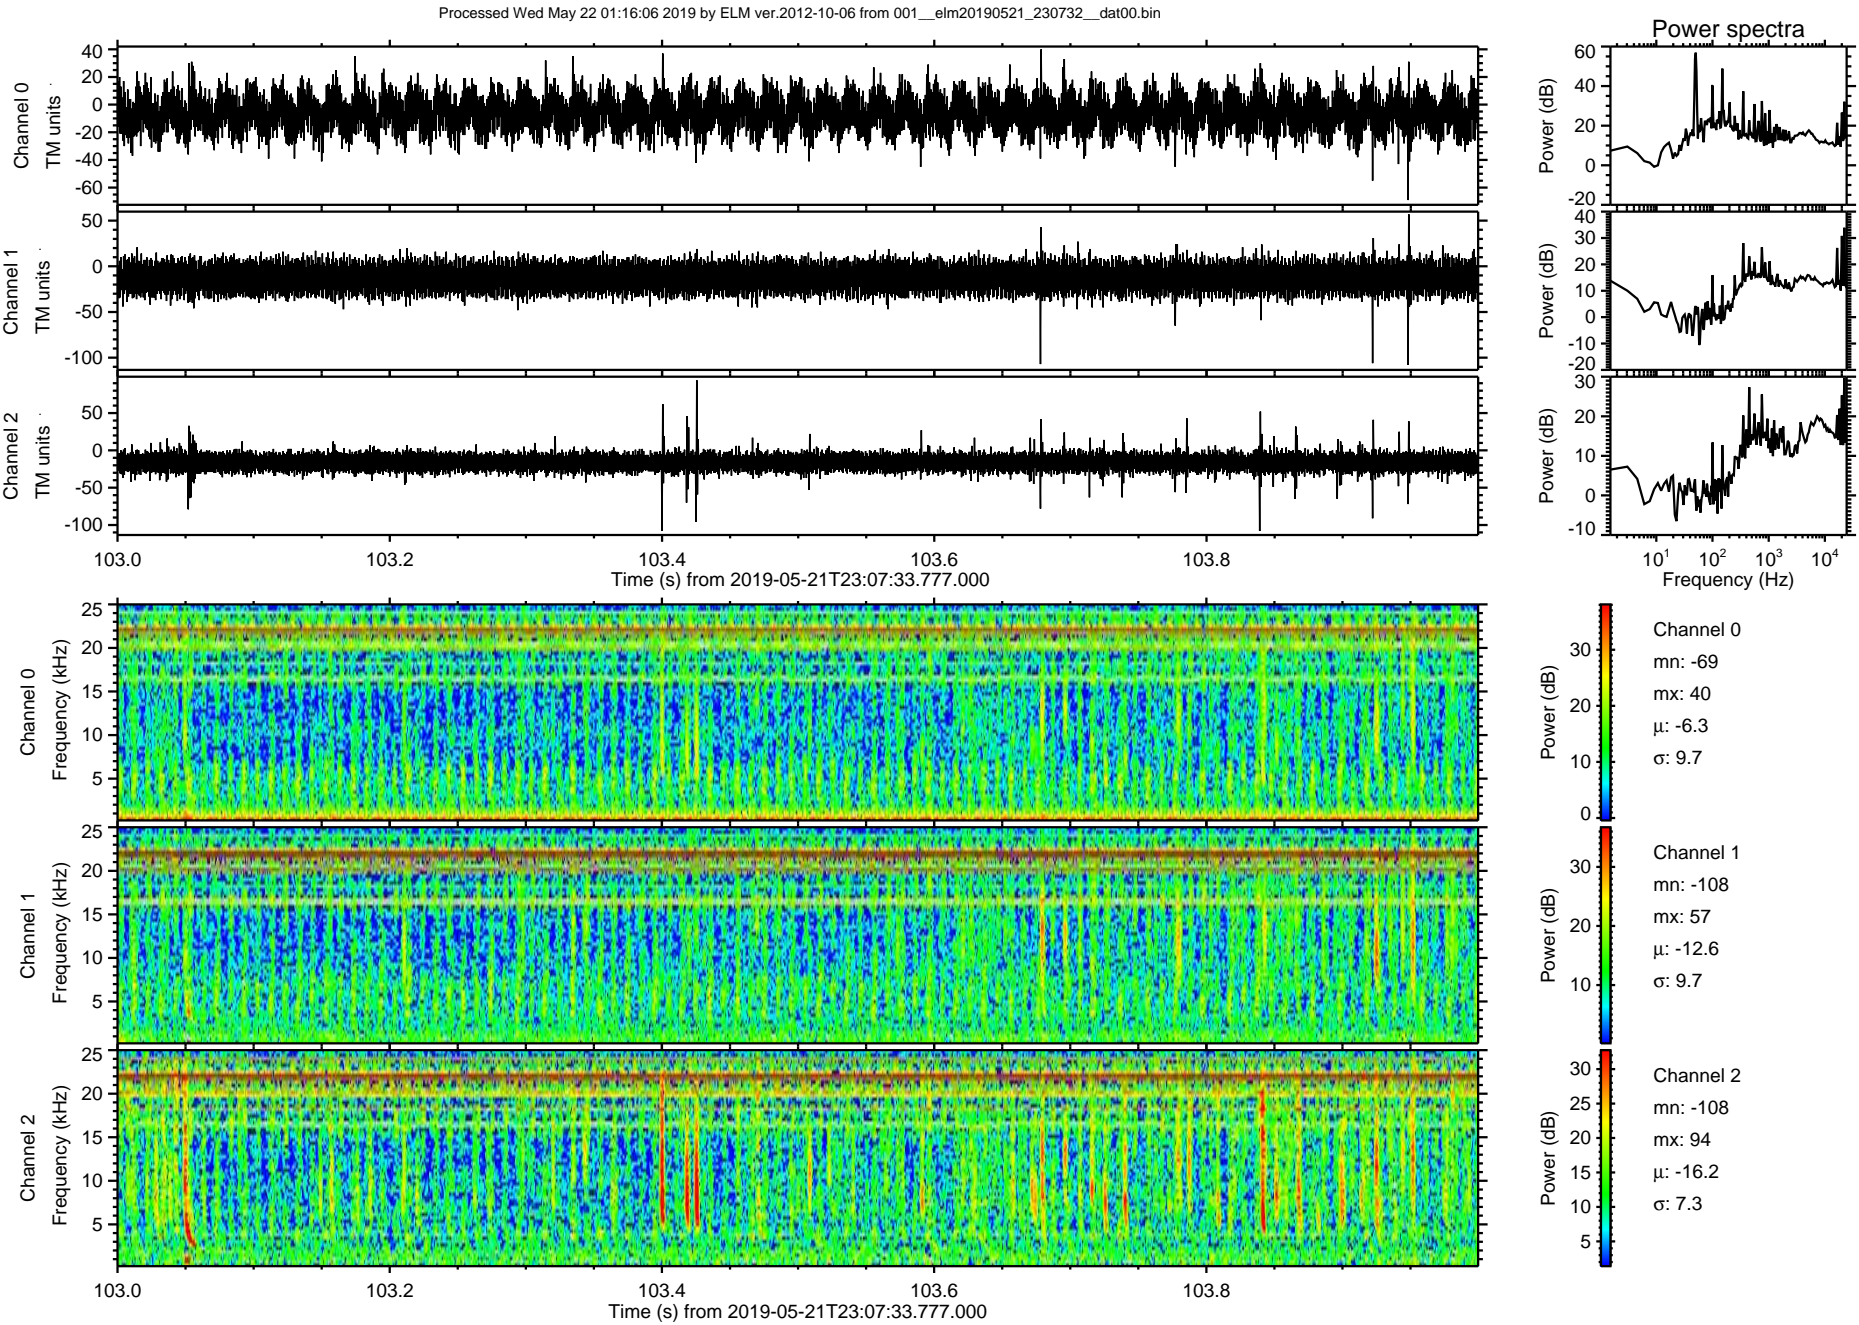 Processed Wed May 22 01:16:06 2019 by ELM ver.2012-10-06 from 001__elm20190521_230732__dat00.bin
Power spectra
Channel 0
TM units
40
20
0
-20
-40
-60
Power (dB)
60
40
20
0
-20
Channel 1
TM units
50
0
-50
-100
Power (dB)
40
30
20
10
0
-10
-20
Channel 2
TM units
50
0
-50
-100
Power (dB)
30
20
10
0
-10
103.0 103.2 103.4 103.6 103.8
Time (s) from 2019-05-21T23:07:33.777.000
10^1 10^2 10^3 10^4
Frequency (Hz)
Channel 0
Frequency (kHz)
25
20
15
10
5
Power (dB)
30
20
10
0
Channel 0
mn: -69
mx: 40
μ: -6.3
σ: 9.7
Channel 1
Frequency (kHz)
25
20
15
10
5
Power (dB)
30
20
10
Channel 1
mn: -108
mx: 57
μ: -12.6
σ: 9.7
Channel 2
Frequency (kHz)
25
20
15
10
5
Power (dB)
30
25
20
15
10
5
Channel 2
mn: -108
mx: 94
μ: -16.2
σ: 7.3
103.0 103.2 103.4 103.6 103.8
Time (s) from 2019-05-21T23:07:33.777.000